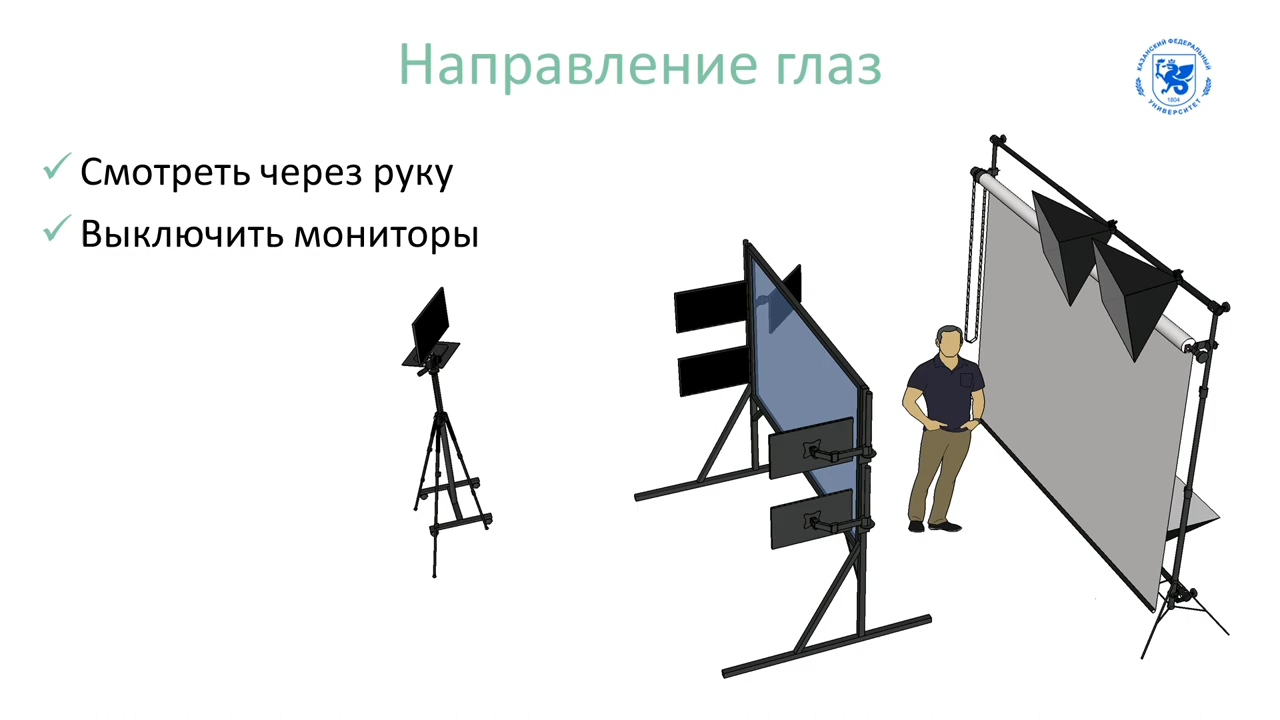 Направление глаз
КАЗАНСКИЙ ФЕДЕРАЛЬНЫЙ
1804
УНИВЕРСИТЕТ
Смотреть через руку
Выключить мониторы